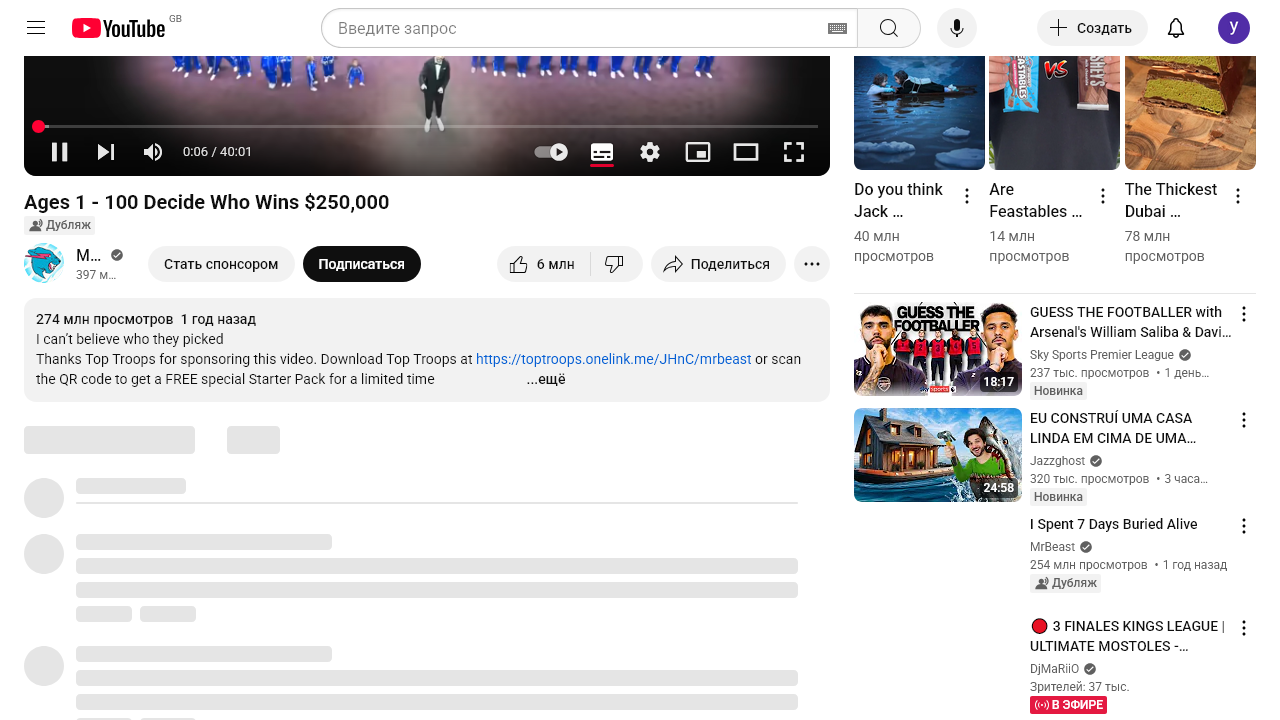 YouTube
GB
Введите запрос
Создать
y
0:06 / 40:01
Ages 1 - 100 Decide Who Wins $250,000
Дубляж
M...
397 м...
Стать спонсором
Подписаться
6 млн
Поделиться
274 млн просмотров 1 год назад
I can’t believe who they picked
Thanks Top Troops for sponsoring this video. Download Top Troops at https://toptroops.onelink.me/JHnC/mrbeast or scan
the QR code to get a FREE special Starter Pack for a limited time ...ещё
VS
Do you think
Jack ...
40 млн
просмотров
Are
Feastables ...
14 млн
просмотров
The Thickest
Dubai ...
78 млн
просмотров
GUESS THE
FOOTBALLER
sky sports
18:17
GUESS THE FOOTBALLER with
Arsenal's William Saliba & Davi...
Sky Sports Premier League
237 тыс. просмотров • 1 день...
Новинка
24:58
EU CONSTRUÍ UMA CASA
LINDA EM CIMA DE UMA...
Jazzghost
320 тыс. просмотров • 3 часа...
Новинка
I Spent 7 Days Buried Alive
MrBeast
254 млн просмотров • 1 год назад
Дубляж
3 FINALES KINGS LEAGUE |
ULTIMATE MOSTOLES -...
DjMaRiiO
Зрителей: 37 тыс.
В ЭФИРЕ